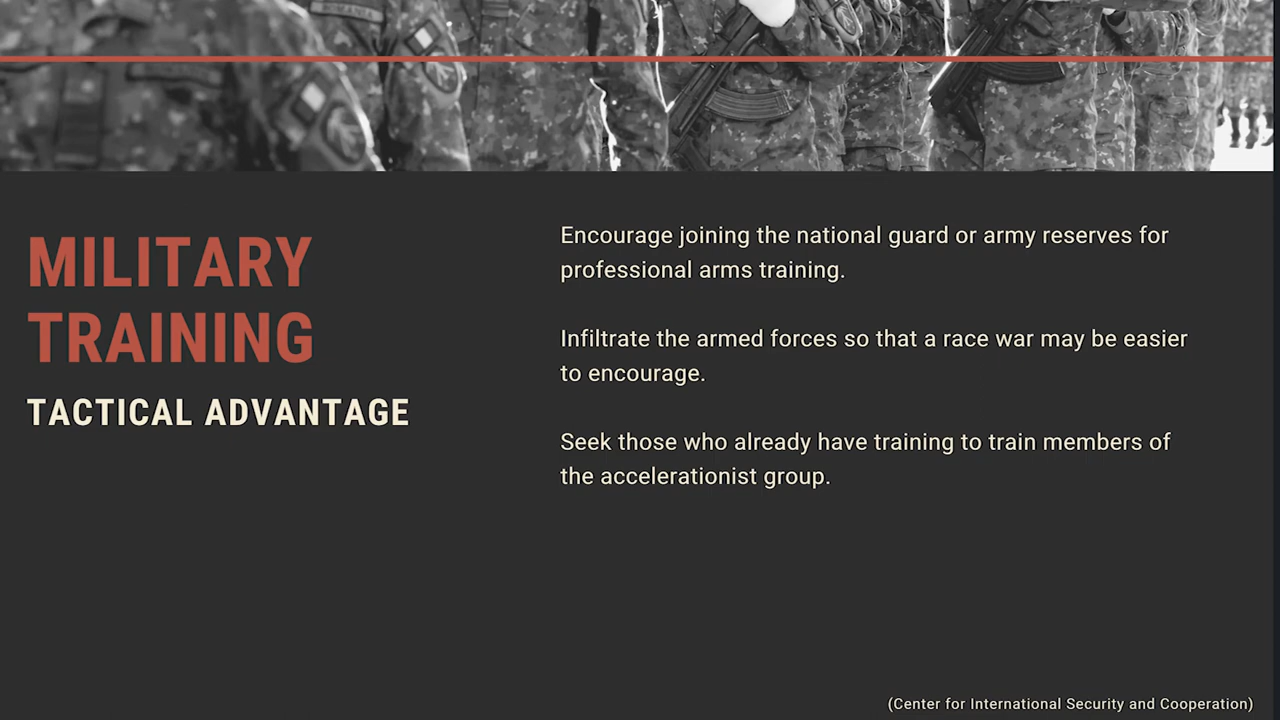 MILITARY
TRAINING
TACTICAL ADVANTAGE
Encourage joining the national guard or army reserves for
professional arms training.
Infiltrate the armed forces so that a race war may be easier
to encourage.
Seek those who already have training to train members of
the accelerationist group.
(Center for International Security and Cooperation)